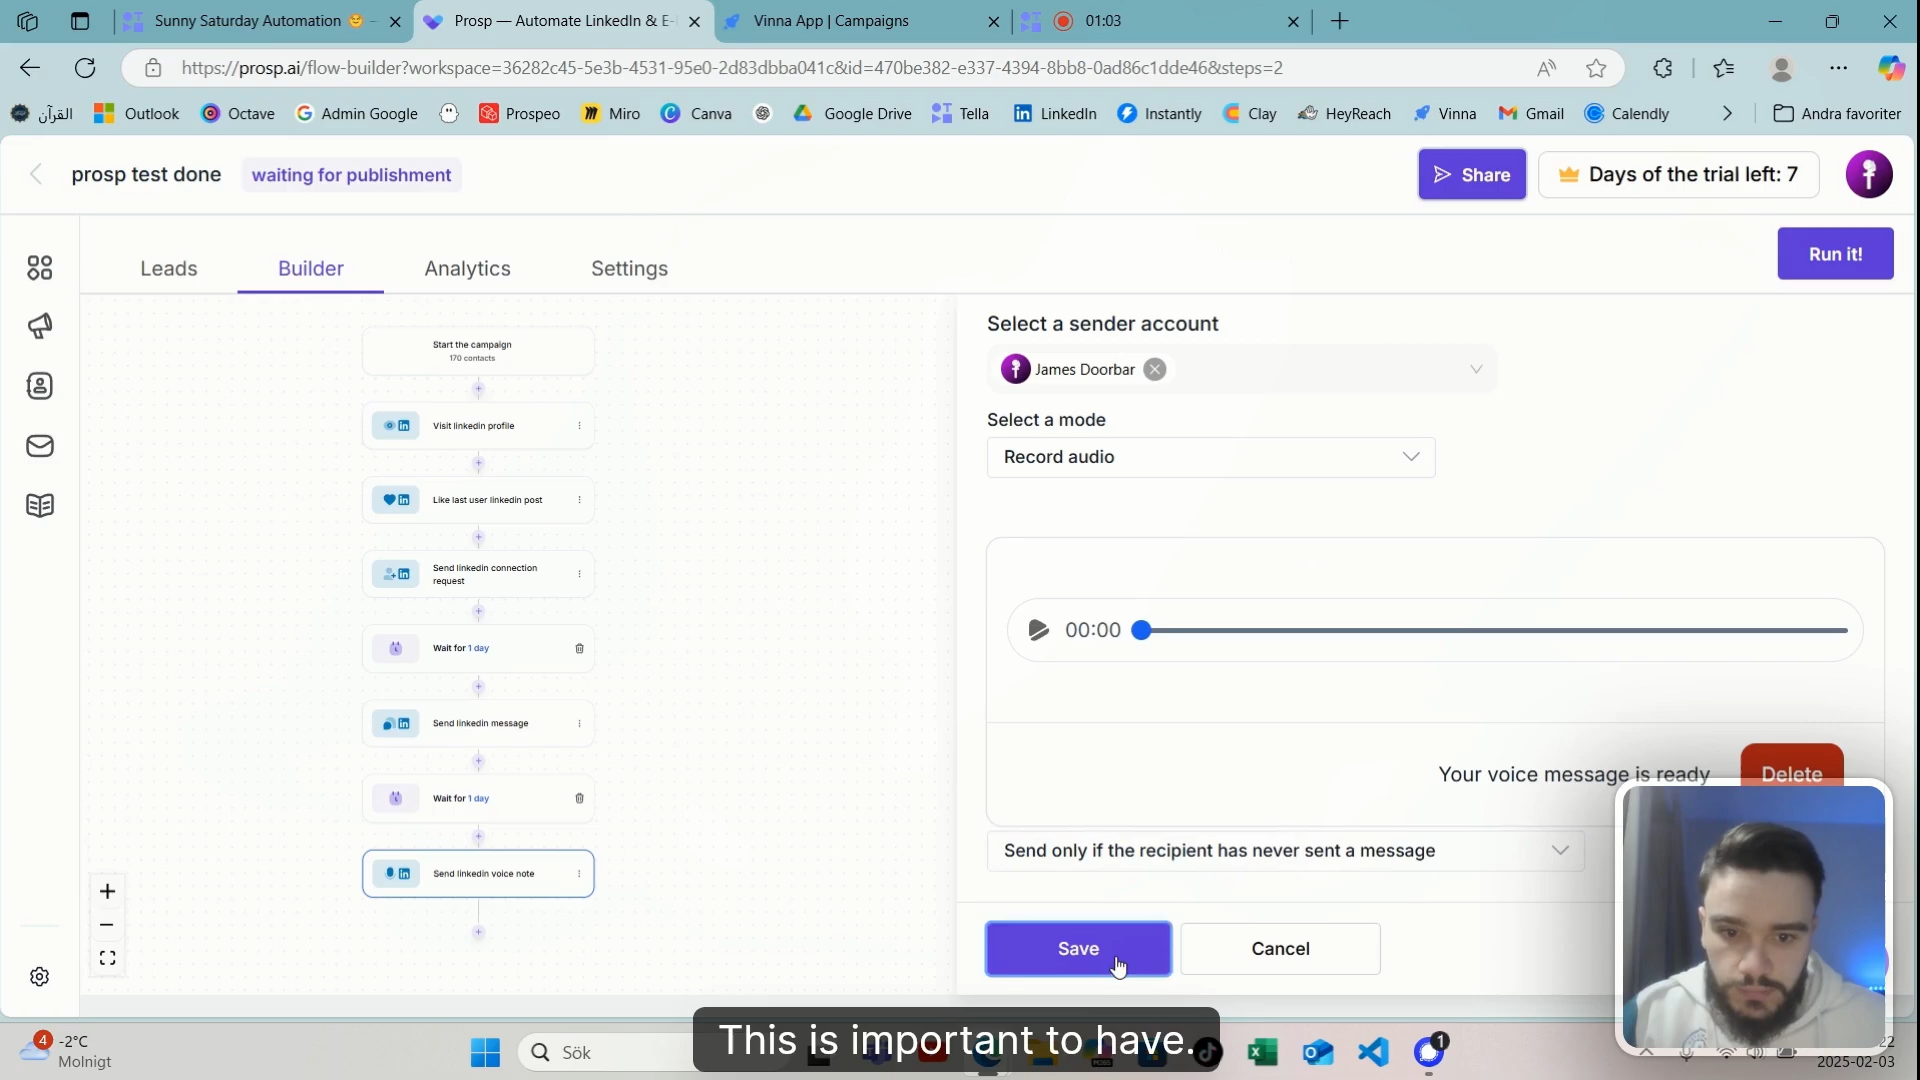 Sunny Saturday Automation 😊 -
Prosp — Automate LinkedIn & E-
Vinna App | Campaigns
01:03
https://prosp.ai/flow-builder?workspace=36282c45-5e3b-4531-95e0-2d83dbba041c&id=470be382-e337-4394-8bb8-0ad86c1dde46&steps=2
القرآن
Outlook
Octave
Admin Google
Prospeo
Miro
Canva
Google Drive
Tella
LinkedIn
Instantly
Clay
HeyReach
Vinna
Gmail
Calendly
Andra favoriter
prosp test done
waiting for publishment
Share
Days of the trial left: 7
Leads
Builder
Analytics
Settings
Run it!
Start the campaign
170 contacts
Visit linkedin profile
Like last user linkedin post
Send linkedin connection
request
Wait for 1 day
Send linkedin message
Wait for 1 day
Send linkedin voice note
Select a sender account
James Doorbar
Select a mode
Record audio
00:00
Your voice message is ready
Delete
Send only if the recipient has never sent a message
Save
Cancel
This is important to have.
4
-2°C
Molnigt
Sök
1
22
2025-02-03